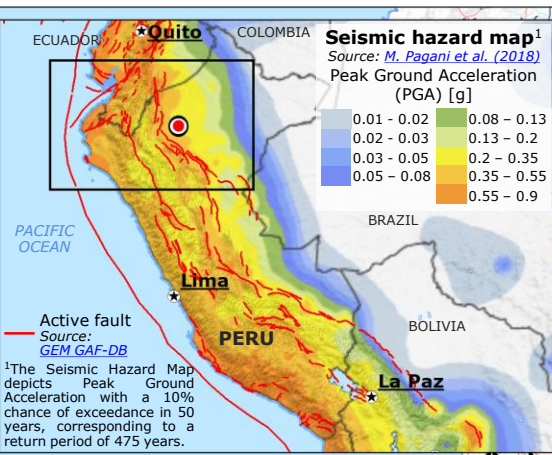 ECUADOR
Quito
COLOMBIA
Seismic hazard map¹
Source: M. Pagani et al. (2018)
Peak Ground Acceleration
(PGA) [g]
0.01 - 0.02
0.02 - 0.03
0.03 - 0.05
0.05 - 0.08
0.08 – 0.13
0.13 – 0.2
0.2 – 0.35
0.35 - 0.55
0.55 – 0.9
BRAZIL
PACIFIC
OCEAN
Lima
PERU
BOLIVIA
La Paz
Active fault
Source:
GEM GAF-DB
¹The Seismic Hazard Map
depicts Peak Ground
Acceleration with a 10%
chance of exceedance in 50
years, corresponding to a
return period of 475 years.